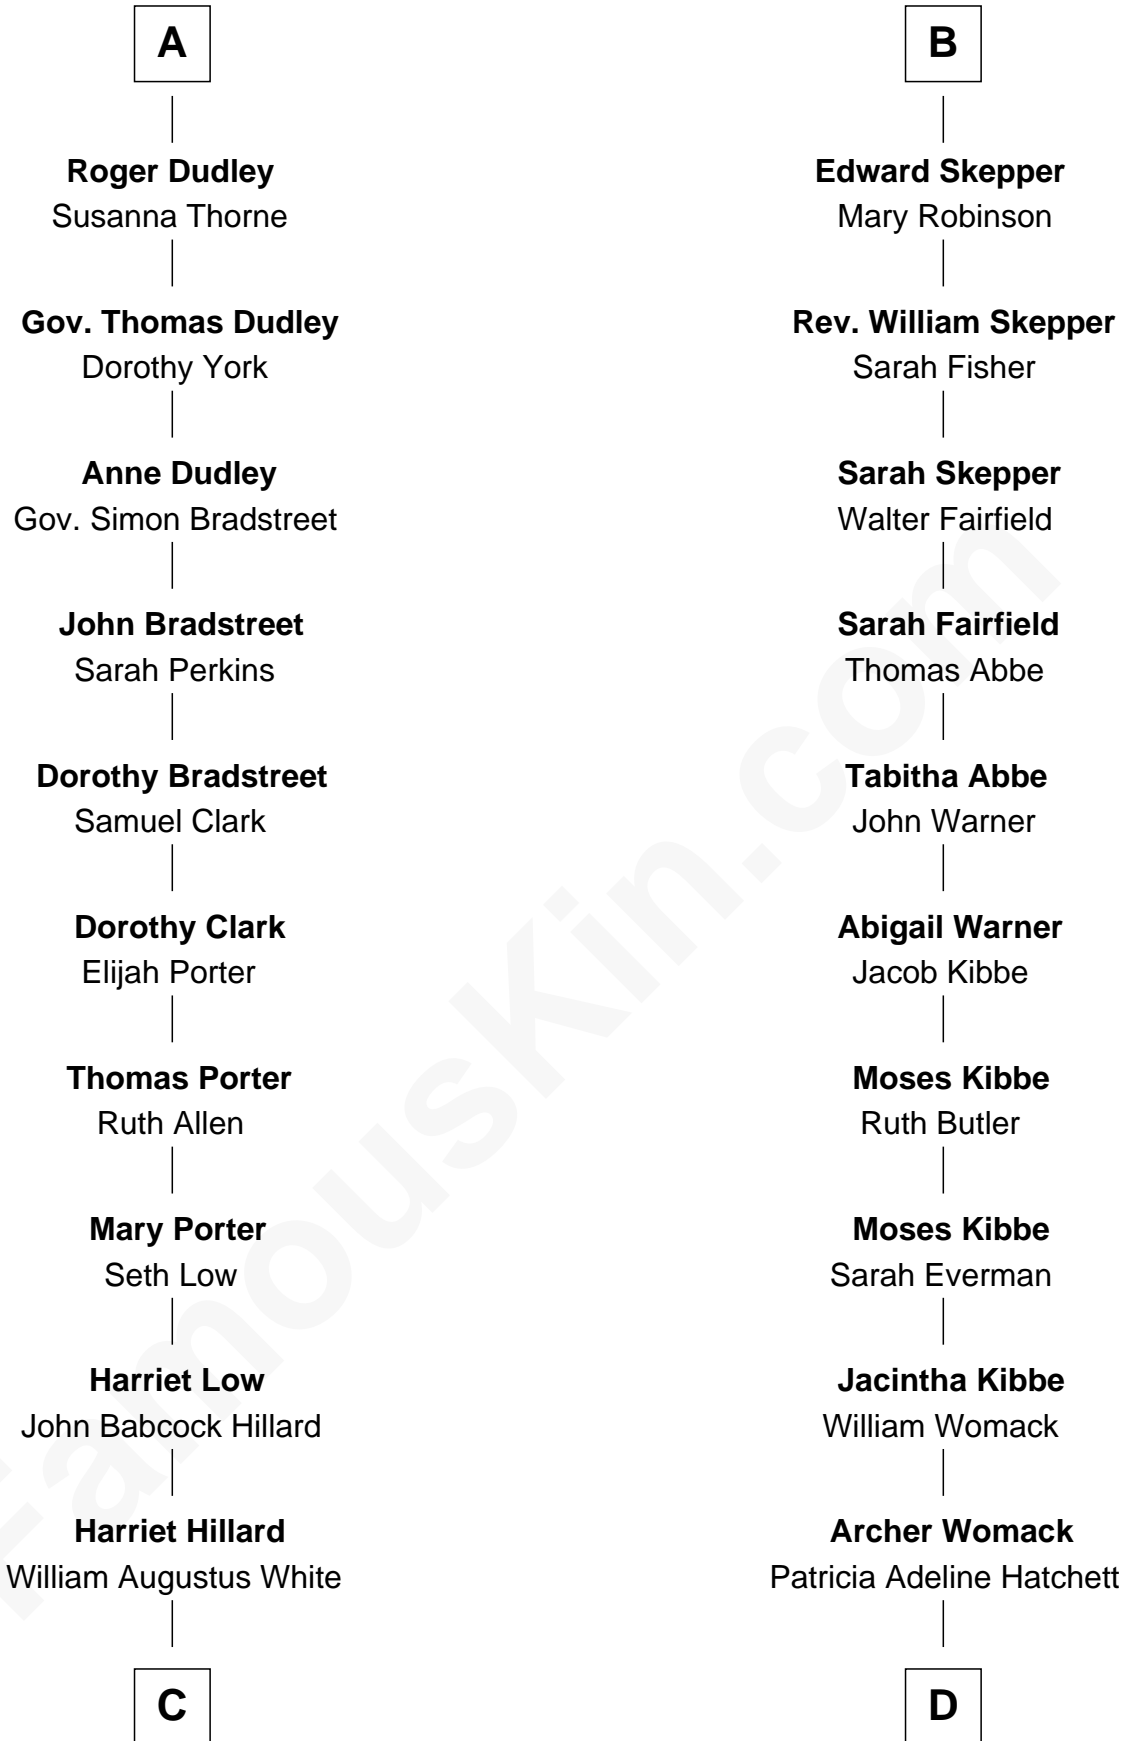 A
Roger Dudley
Susanna Thorne
Gov. Thomas Dudley
Dorothy York
Anne Dudley
Gov. Simon Bradstreet
John Bradstreet
Sarah Perkins
Dorothy Bradstreet
Samuel Clark
Dorothy Clark
Elijah Porter
Thomas Porter
Ruth Allen
Mary Porter
Seth Low
Harriet Low
John Babcock Hillard
Harriet Hillard
William Augustus White
C
B
Edward Skepper
Mary Robinson
Rev. William Skepper
Sarah Fisher
Sarah Skepper
Walter Fairfield
Sarah Fairfield
Thomas Abbe
Tabitha Abbe
John Warner
Abigail Warner
Jacob Kibbe
Moses Kibbe
Ruth Butler
Moses Kibbe
Sarah Everman
Jacintha Kibbe
William Womack
Archer Womack
Patricia Adeline Hatchett
D
FamousKin.com